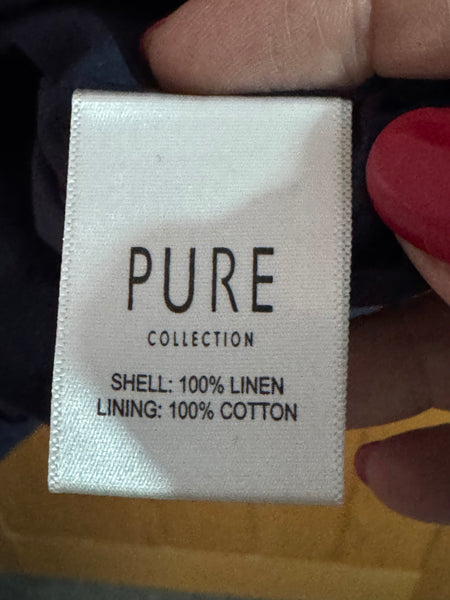 PURE
COLLECTION
SHELL: 100% LINEN
LINING: 100% COTTON